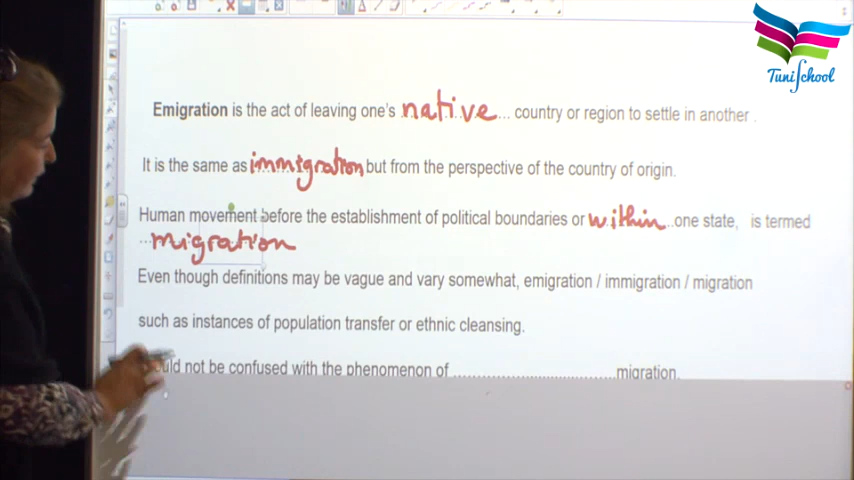 Tunischool
Emigration is the act of leaving one's native... country or region to settle in another .
It is the same as immigration but from the perspective of the country of origin.
Human movement before the establishment of political boundaries or within..one state, is termed
...migration
Even though definitions may be vague and vary somewhat, emigration / immigration / migration
such as instances of population transfer or ethnic cleansing.
not be confused with the phenomenon of ....................................migration.